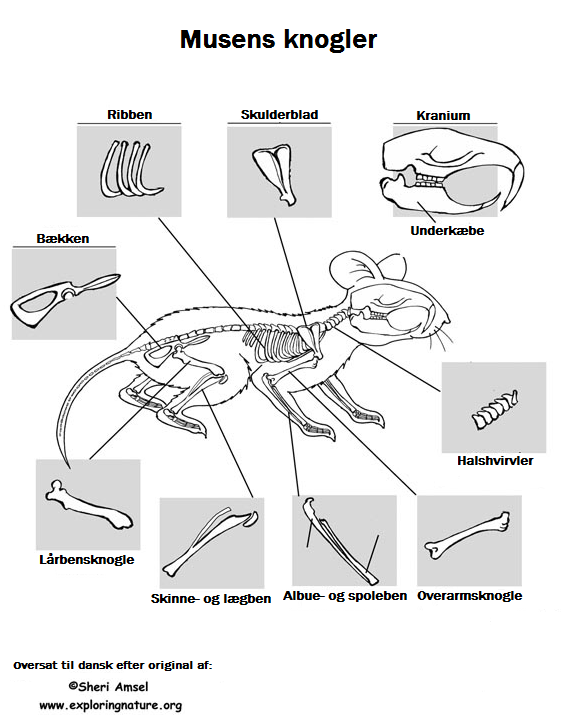 Musens knogler
Ribben
Skulderblad
Kranium
Underkæbe
Bækken
Halshvirvler
Lårbensknogle
Skinne- og lægben
Albue- og spoleben
Overarmsknogle
Oversat til dansk efter original af:
©Sheri Amsel
www.exploringnature.org